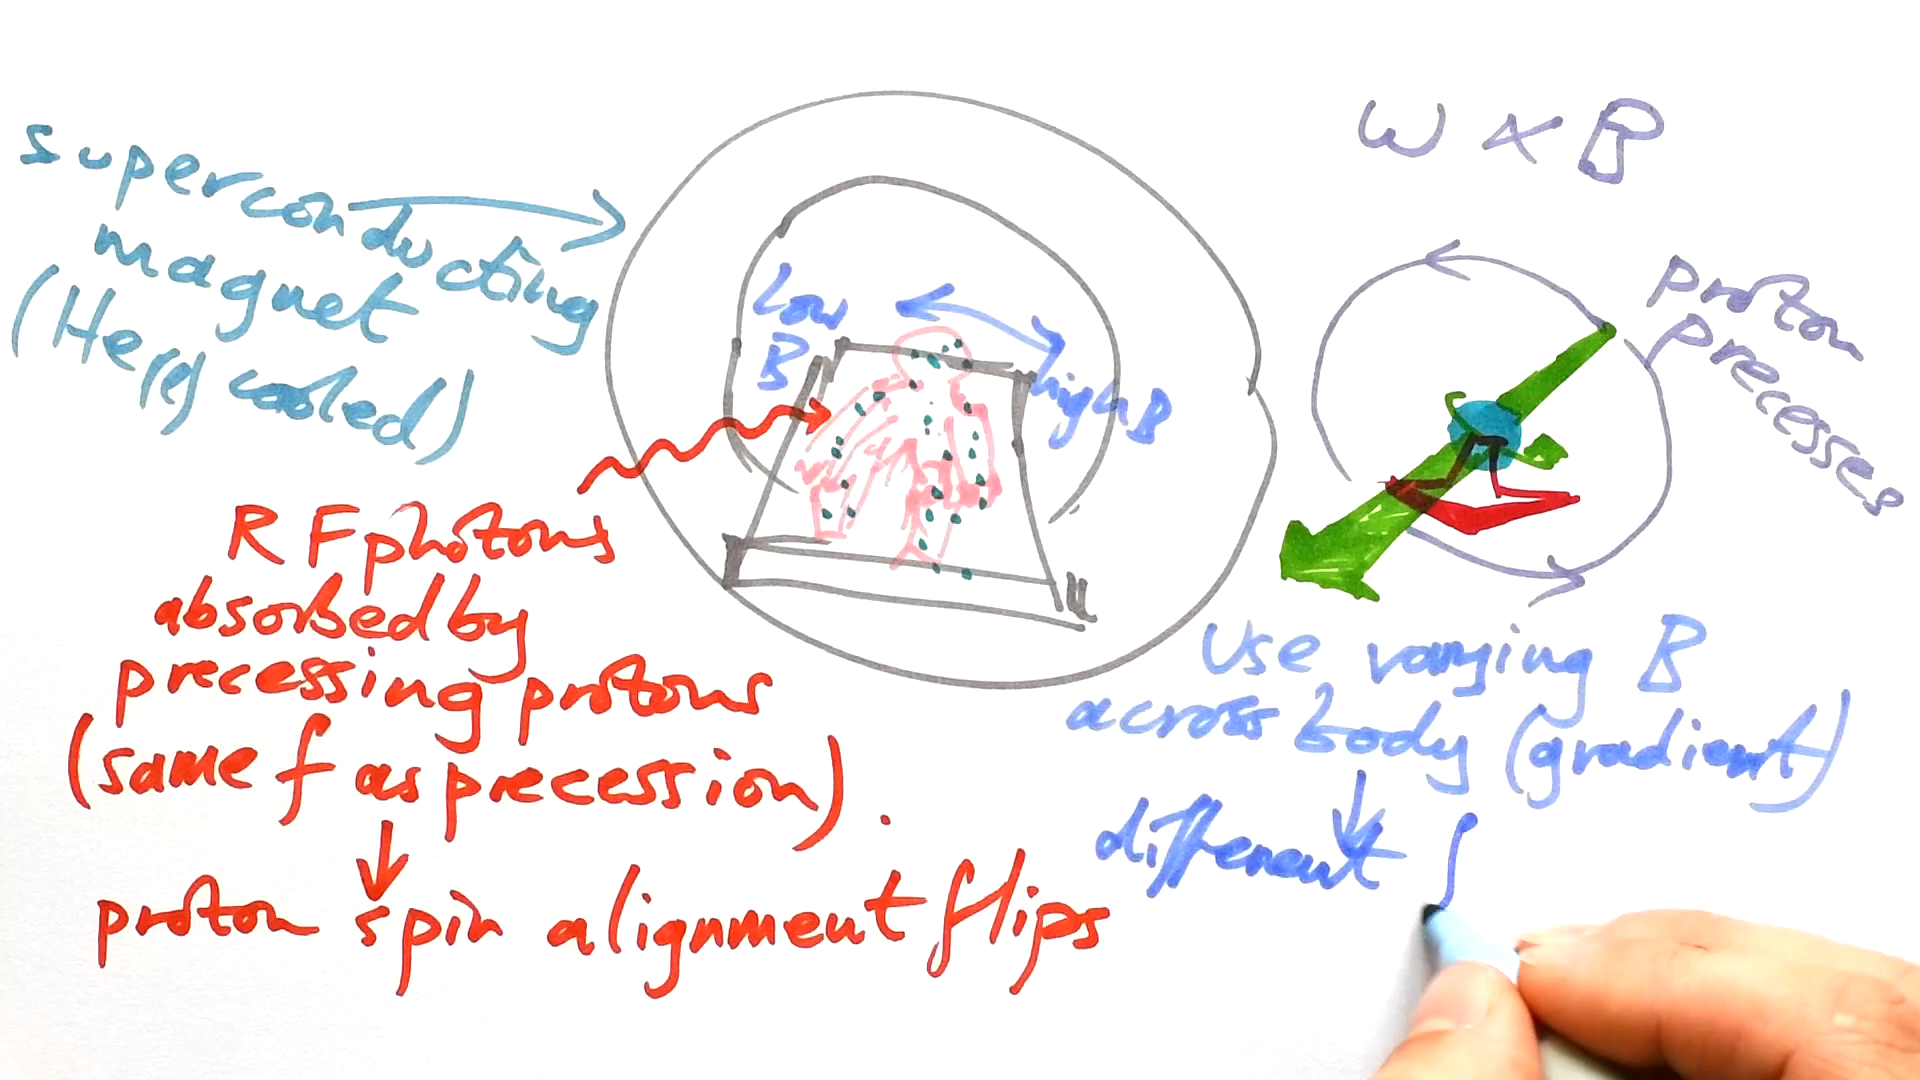 superconducting
magnet
(He(l) cooled)
Low
B
high B
ω ∝ B
proton
precesses
RF photons
absorbed by
precessing protons
(same f as precession).
↓
proton spin alignment flips
Use varying B
across body (gradient)
↓
different f